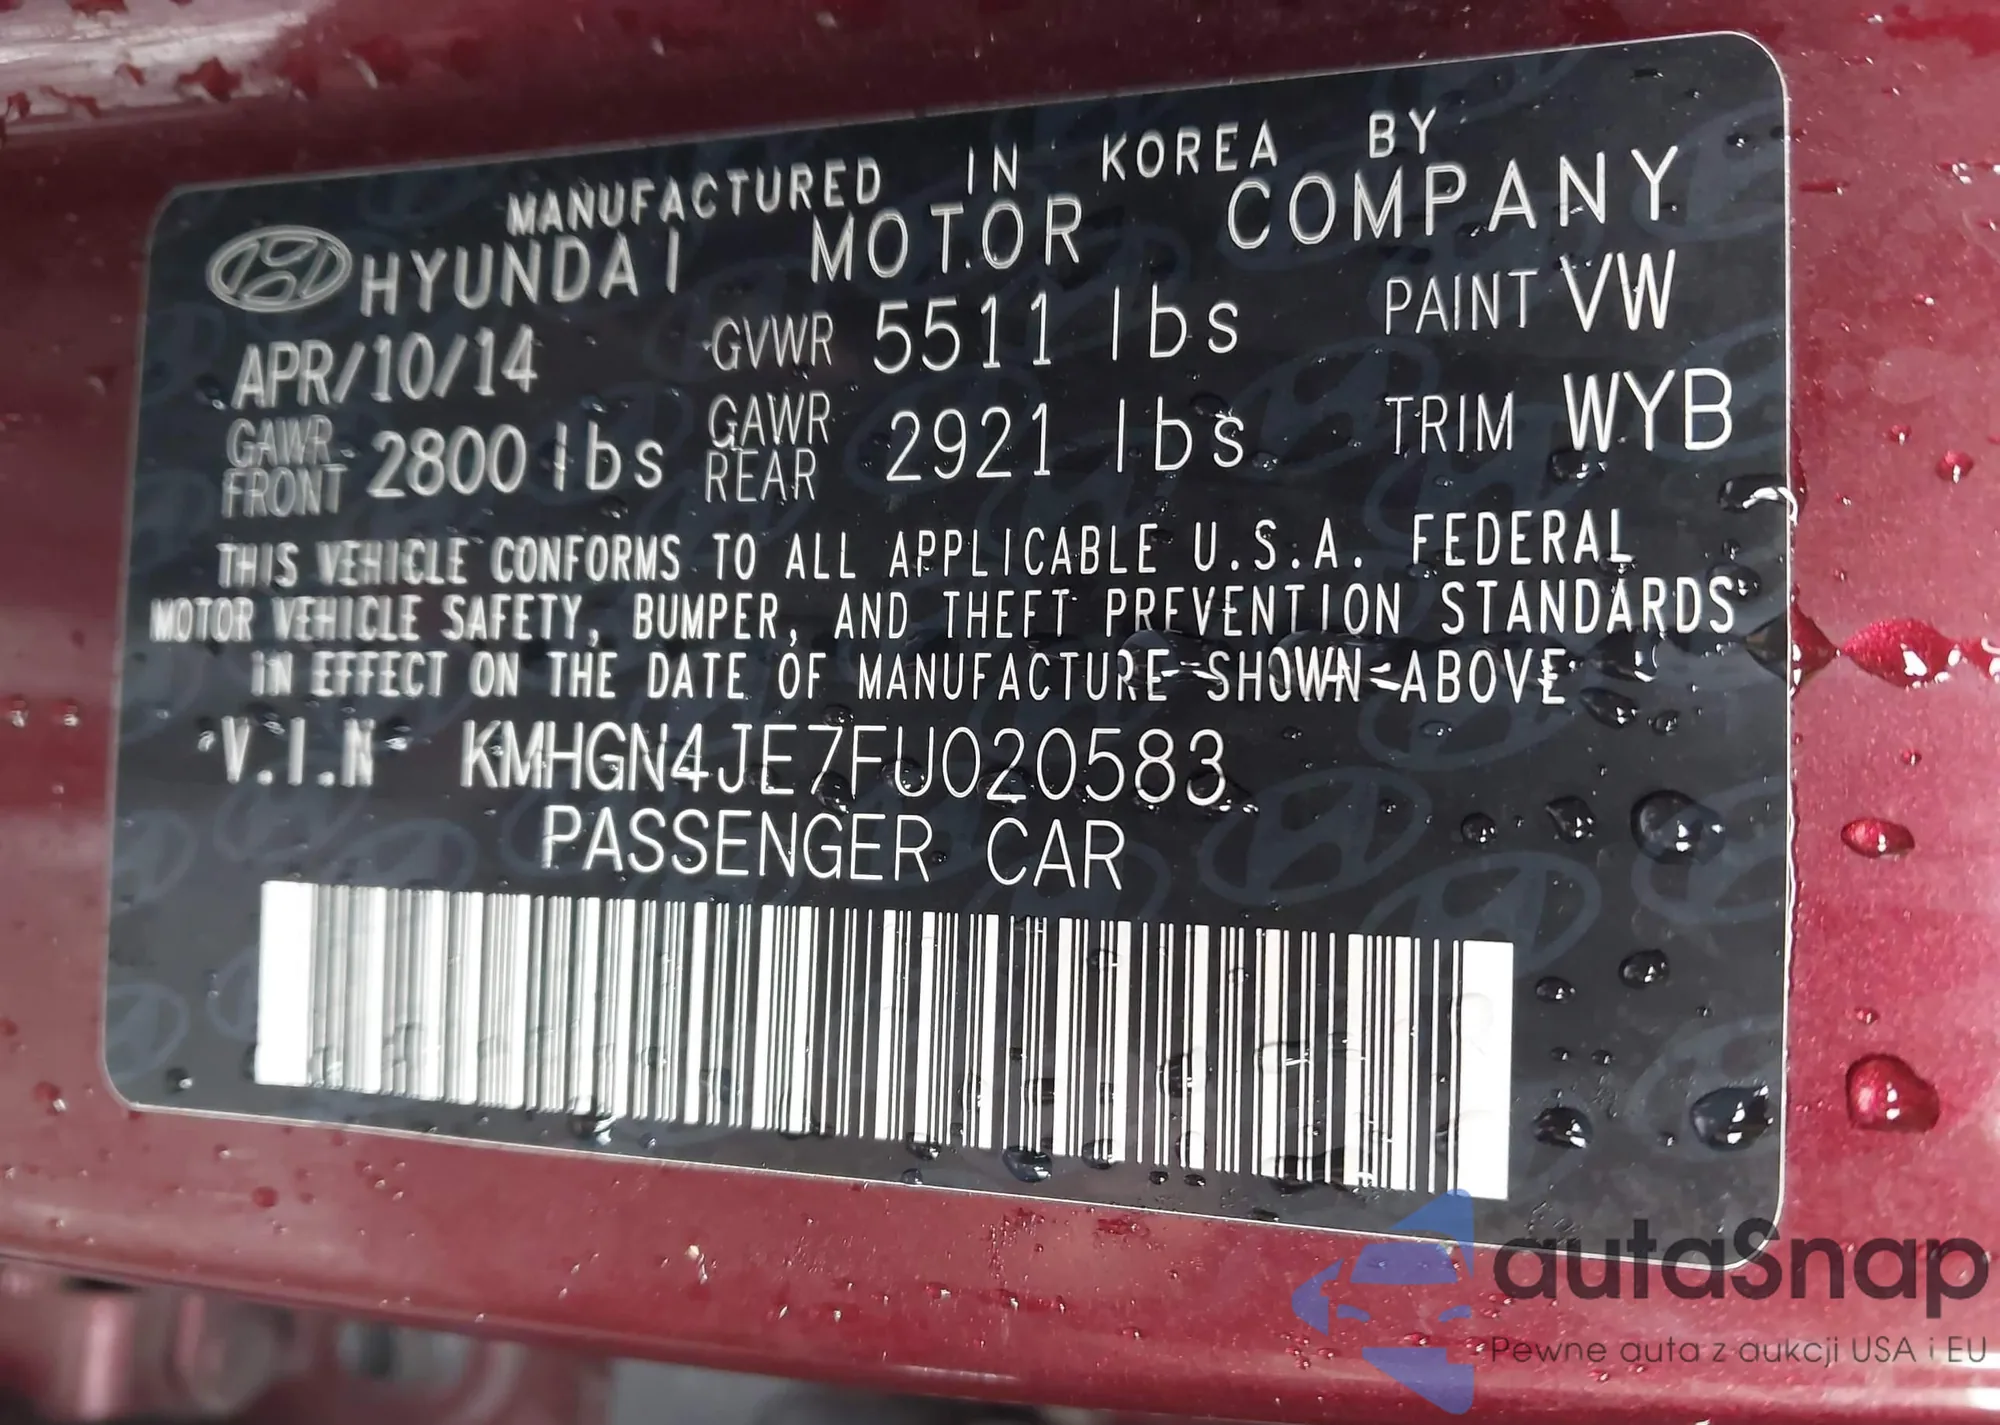 MANUFACTURED IN KOREA BY
HYUNDAI MOTOR COMPANY
APR/10/14 GVWR 5511 lbs PAINT VW
GAWR FRONT 2800 lbs GAWR REAR 2921 lbs TRIM WYB
THIS VEHICLE CONFORMS TO ALL APPLICABLE U.S.A. FEDERAL
MOTOR VEHICLE SAFETY, BUMPER, AND THEFT PREVENTION STANDARDS
IN EFFECT ON THE DATE OF MANUFACTURE SHOWN ABOVE
V.I.N KMHGN4JE7FU020583
PASSENGER CAR
autaSnap
Pewne auta z aukcji USA i EU